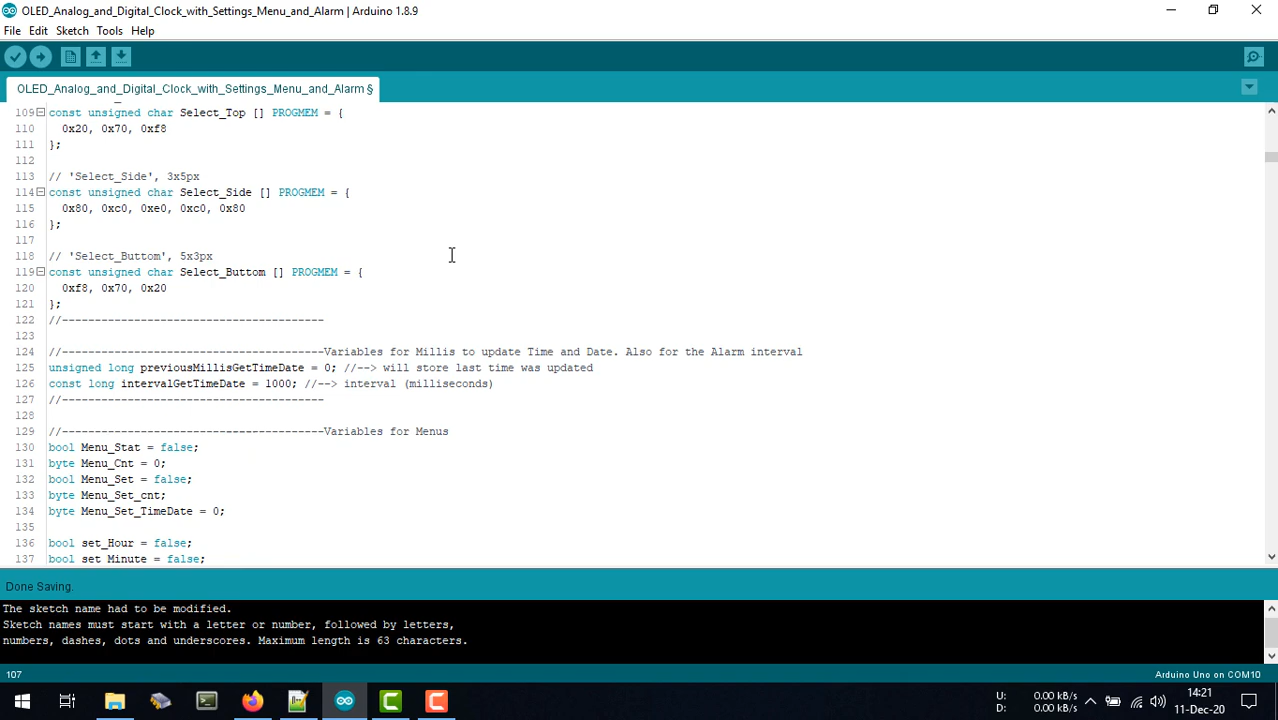 OLED_Analog_and_Digital_Clock_with_Settings_Menu_and_Alarm | Arduino 1.8.9
File Edit Sketch Tools Help
OLED_Analog_and_Digital_Clock_with_Settings_Menu_and_Alarm §
109 const unsigned char Select_Top [] PROGMEM = {
110 0x20, 0x70, 0xf8
111 };
112
113 // 'Select_Side', 3x5px
114 const unsigned char Select_Side [] PROGMEM = {
115 0x80, 0xc0, 0xe0, 0xc0, 0x80
116 };
117
118 // 'Select_Buttom', 5x3px
119 const unsigned char Select_Buttom [] PROGMEM = {
120 0xf8, 0x70, 0x20
121 };
122 //----------------------------------------
123
124 //----------------------------------------Variables for Millis to update Time and Date. Also for the Alarm interval
125 unsigned long previousMillisGetTimeDate = 0; //--> will store last time was updated
126 const long intervalGetTimeDate = 1000; //--> interval (milliseconds)
127 //----------------------------------------
128
129 //----------------------------------------Variables for Menus
130 bool Menu_Stat = false;
131 byte Menu_Cnt = 0;
132 bool Menu_Set = false;
133 byte Menu_Set_cnt;
134 byte Menu_Set_TimeDate = 0;
135
136 bool set_Hour = false;
137 bool set_Minute = false;
Done Saving.
The sketch name had to be modified.
Sketch names must start with a letter or number, followed by letters,
numbers, dashes, dots and underscores. Maximum length is 63 characters.
107 Arduino Uno on COM10
U: 0.00 kB/s
D: 0.00 kB/s
14:21
11-Dec-20